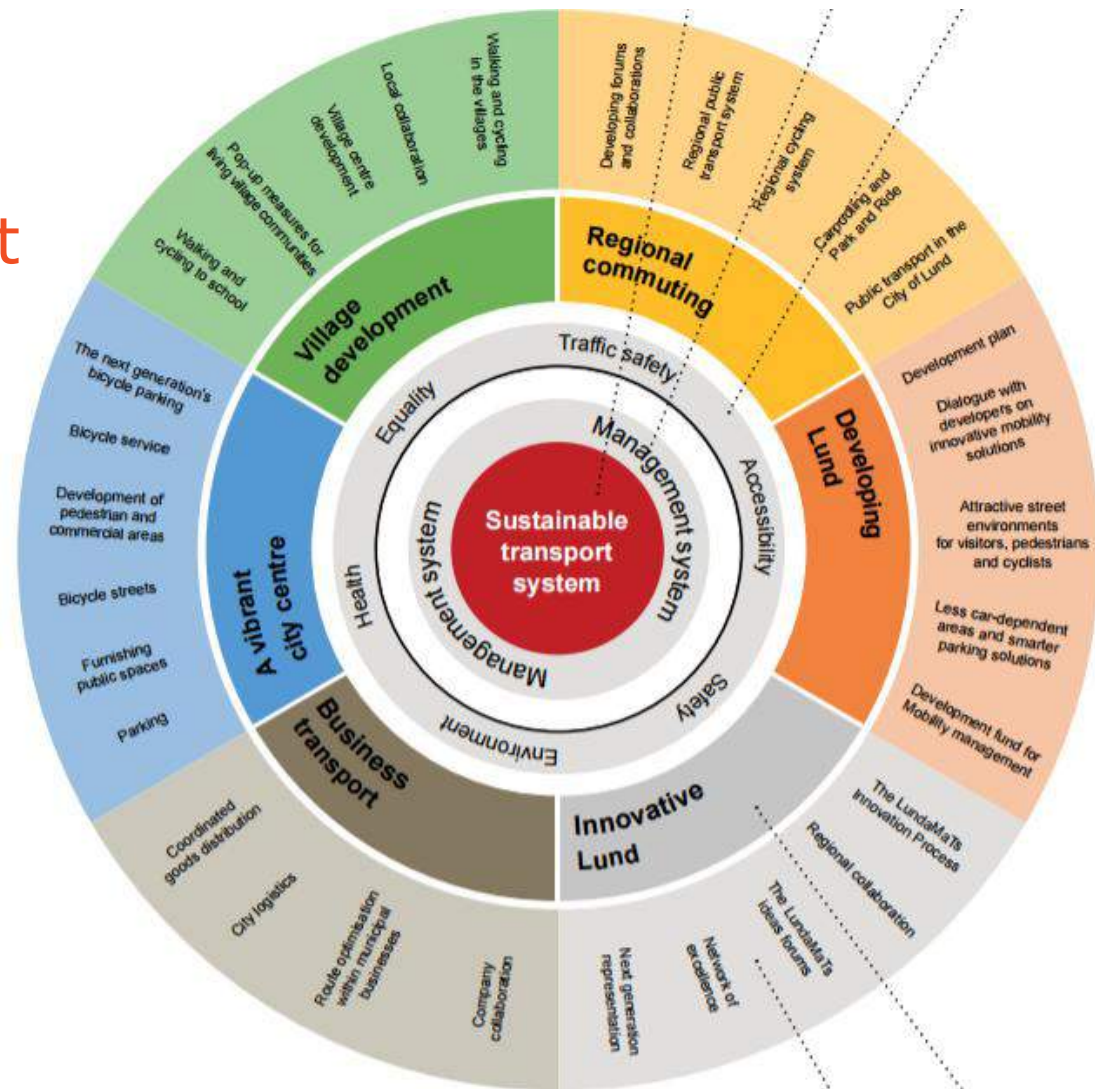 t
Walking and cycling
in the villages
Local collaboration
Village centre
development
Pop-up measures for
living village communities
Walking and
cycling to school
Developing forums
and collaborations
Regional public
transport system
Regional cycling
system
Carpooling and
Park and Ride
Public transport in the
City of Lund
Village
development
Regional
commuting
Development plan
Dialogue with
developers on
innovative mobility
solutions
Attractive street
environments
for visitors, pedestrians
and cyclists
Less car-dependent
areas and smarter
parking solutions
Development fund for
Mobility management
Developing
Lund
The next generation's
bicycle parking
Bicycle service
Development of
pedestrian and
commercial areas
Bicycle streets
Furnishing
public spaces
Parking
A vibrant
city centre
Traffic safety
Accessibility
Safety
Environment
Health
Equality
Management system
Management system
Sustainable
transport
system
Business
transport
Innovative
Lund
Coordinated
goods distribution
City logistics
Route optimisation
within municipal
businesses
Company
collaboration
The LundaMaTs
Innovation Process
Regional collaboration
The LundaMaTs
ideas forums
Network of
excellence
Next generation
representation